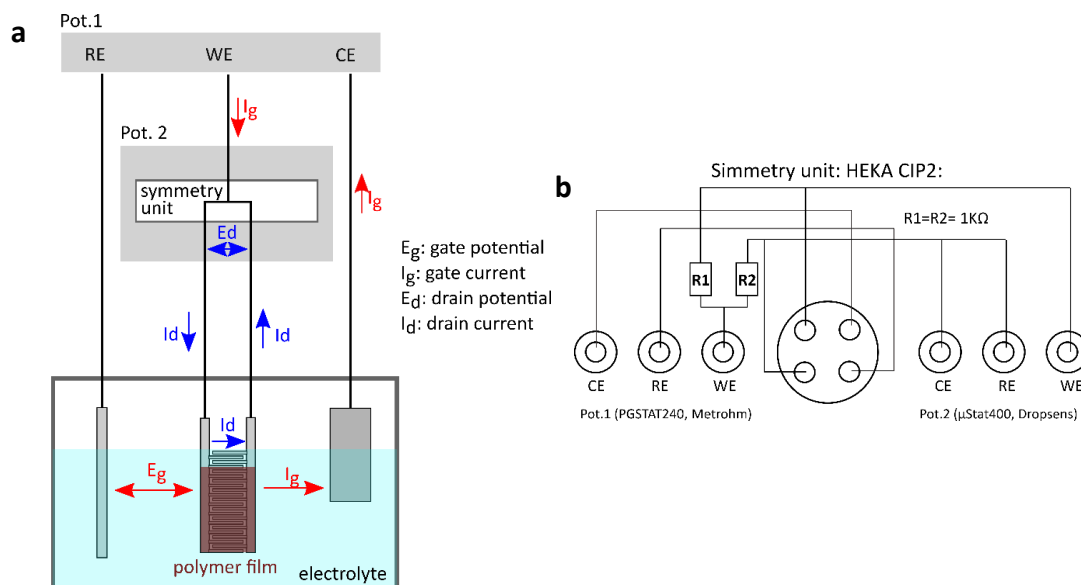 a
Pot.1
RE WE CE
Ig
Pot. 2
symmetry
unit
Ig
Ed
Eg: gate potential
Ig: gate current
Ed: drain potential
Id: drain current
Id Id
Id
Eg Ig
polymer film
electrolyte
b
Simmetry unit: HEKA CIP2:
R1=R2= 1KΩ
R1 R2
CE RE WE CE RE WE
Pot.1 (PGSTAT240, Metrohm) Pot.2 (µStat400, Dropsens)